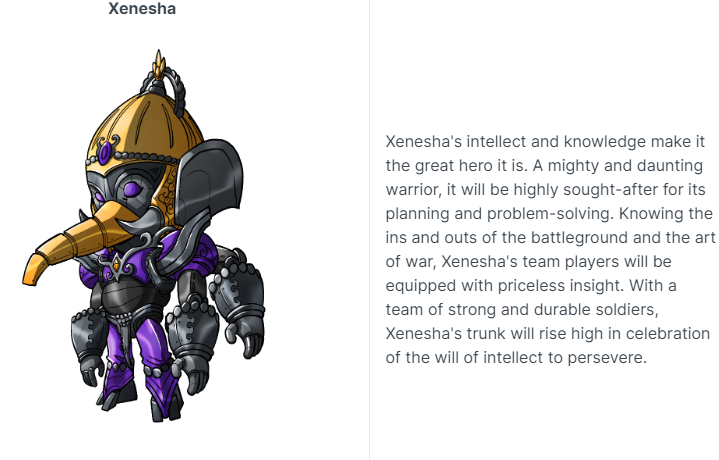 Xenesha
Xenesha's intellect and knowledge make it
the great hero it is. A mighty and daunting
warrior, it will be highly sought-after for its
planning and problem-solving. Knowing the
ins and outs of the battleground and the art
of war, Xenesha's team players will be
equipped with priceless insight. With a
team of strong and durable soldiers,
Xenesha's trunk will rise high in celebration
of the will of intellect to persevere.